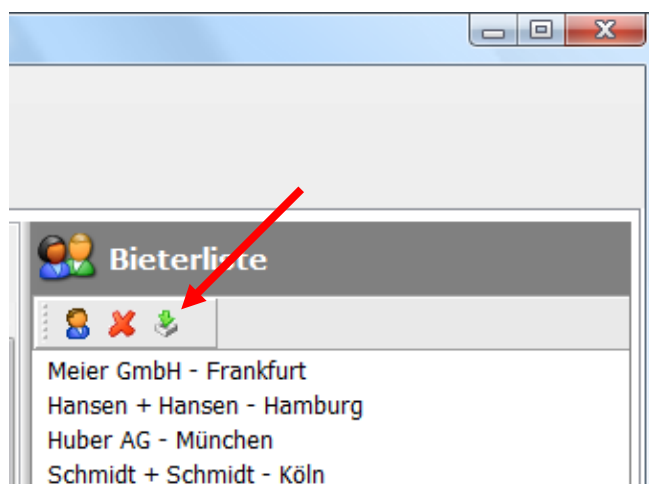 Bieterliste
Meier GmbH - Frankfurt
Hansen + Hansen - Hamburg
Huber AG - München
Schmidt + Schmidt - Köln